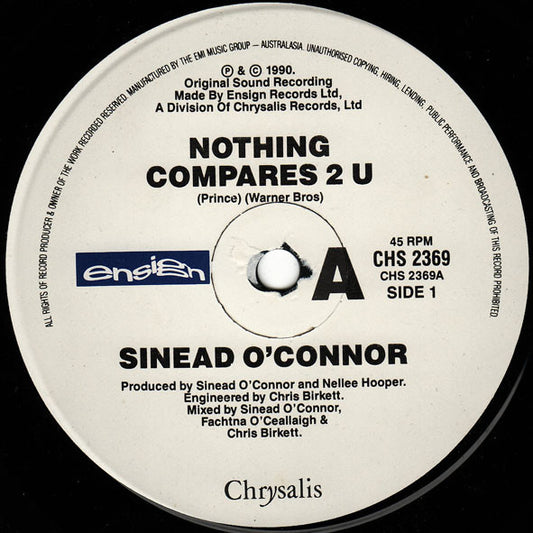 ALL RIGHTS OF RECORD PRODUCER & OWNER OF THE WORK RECORDED RESERVED. MANUFACTURED BY THE EMI MUSIC GROUP – AUSTRALASIA. UNAUTHORISED COPYING, HIRING, LENDING, PUBLIC PERFORMANCE AND BROADCASTING OF THIS RECORD PROHIBITED.
Ⓟ & © 1990.
Original Sound Recording
Made By Ensign Records Ltd,
A Division Of Chrysalis Records, Ltd
NOTHING
COMPARES 2 U
(Prince) (Warner Bros)
ensign
A
45 RPM
CHS 2369
CHS 2369A
SIDE 1
SINEAD O'CONNOR
Produced by Sinead O'Connor and Nellee Hooper.
Engineered by Chris Birkett.
Mixed by Sinead O'Connor,
Fachtna O'Ceallaigh &
Chris Birkett.
Chrysalis